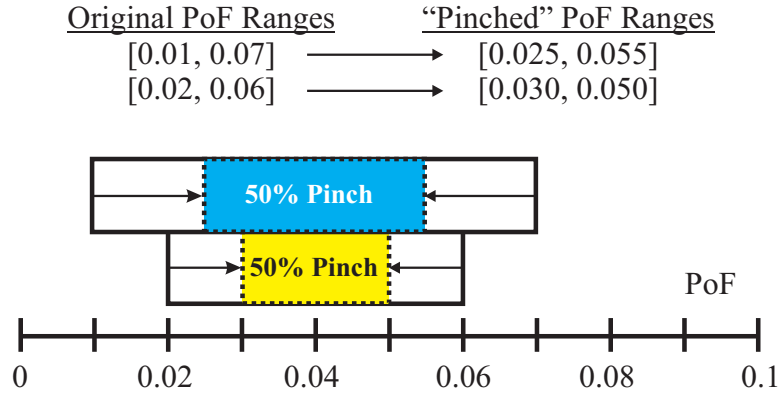 Original PoF Ranges “Pinched” PoF Ranges
[0.01, 0.07] [0.025, 0.055]
[0.02, 0.06] [0.030, 0.050]
50% Pinch
50% Pinch
PoF
0 0.02 0.04 0.06 0.08 0.1